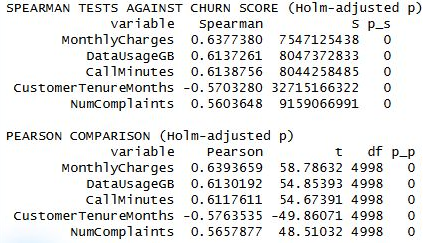 SPEARMAN TESTS AGAINST CHURN SCORE (Holm-adjusted p)
variable Spearman S p_s
MonthlyCharges 0.6377380 7547125438 0
DataUsageGB 0.6137261 8047372833 0
CallMinutes 0.6138756 8044258485 0
CustomerTenureMonths -0.5703280 32715166322 0
NumComplaints 0.5603648 9159066991 0
PEARSON COMPARISON (Holm-adjusted p)
variable Pearson t df p_p
MonthlyCharges 0.6393659 58.78632 4998 0
DataUsageGB 0.6130192 54.85393 4998 0
CallMinutes 0.6117611 54.67391 4998 0
CustomerTenureMonths -0.5763535 -49.86071 4998 0
NumComplaints 0.5657877 48.51032 4998 0